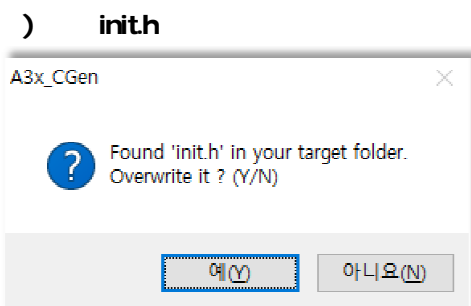 ) init.h
A3x_CGen
Found 'init.h' in your target folder.
Overwrite it ? (Y/N)
예(Y)
아니요(N)